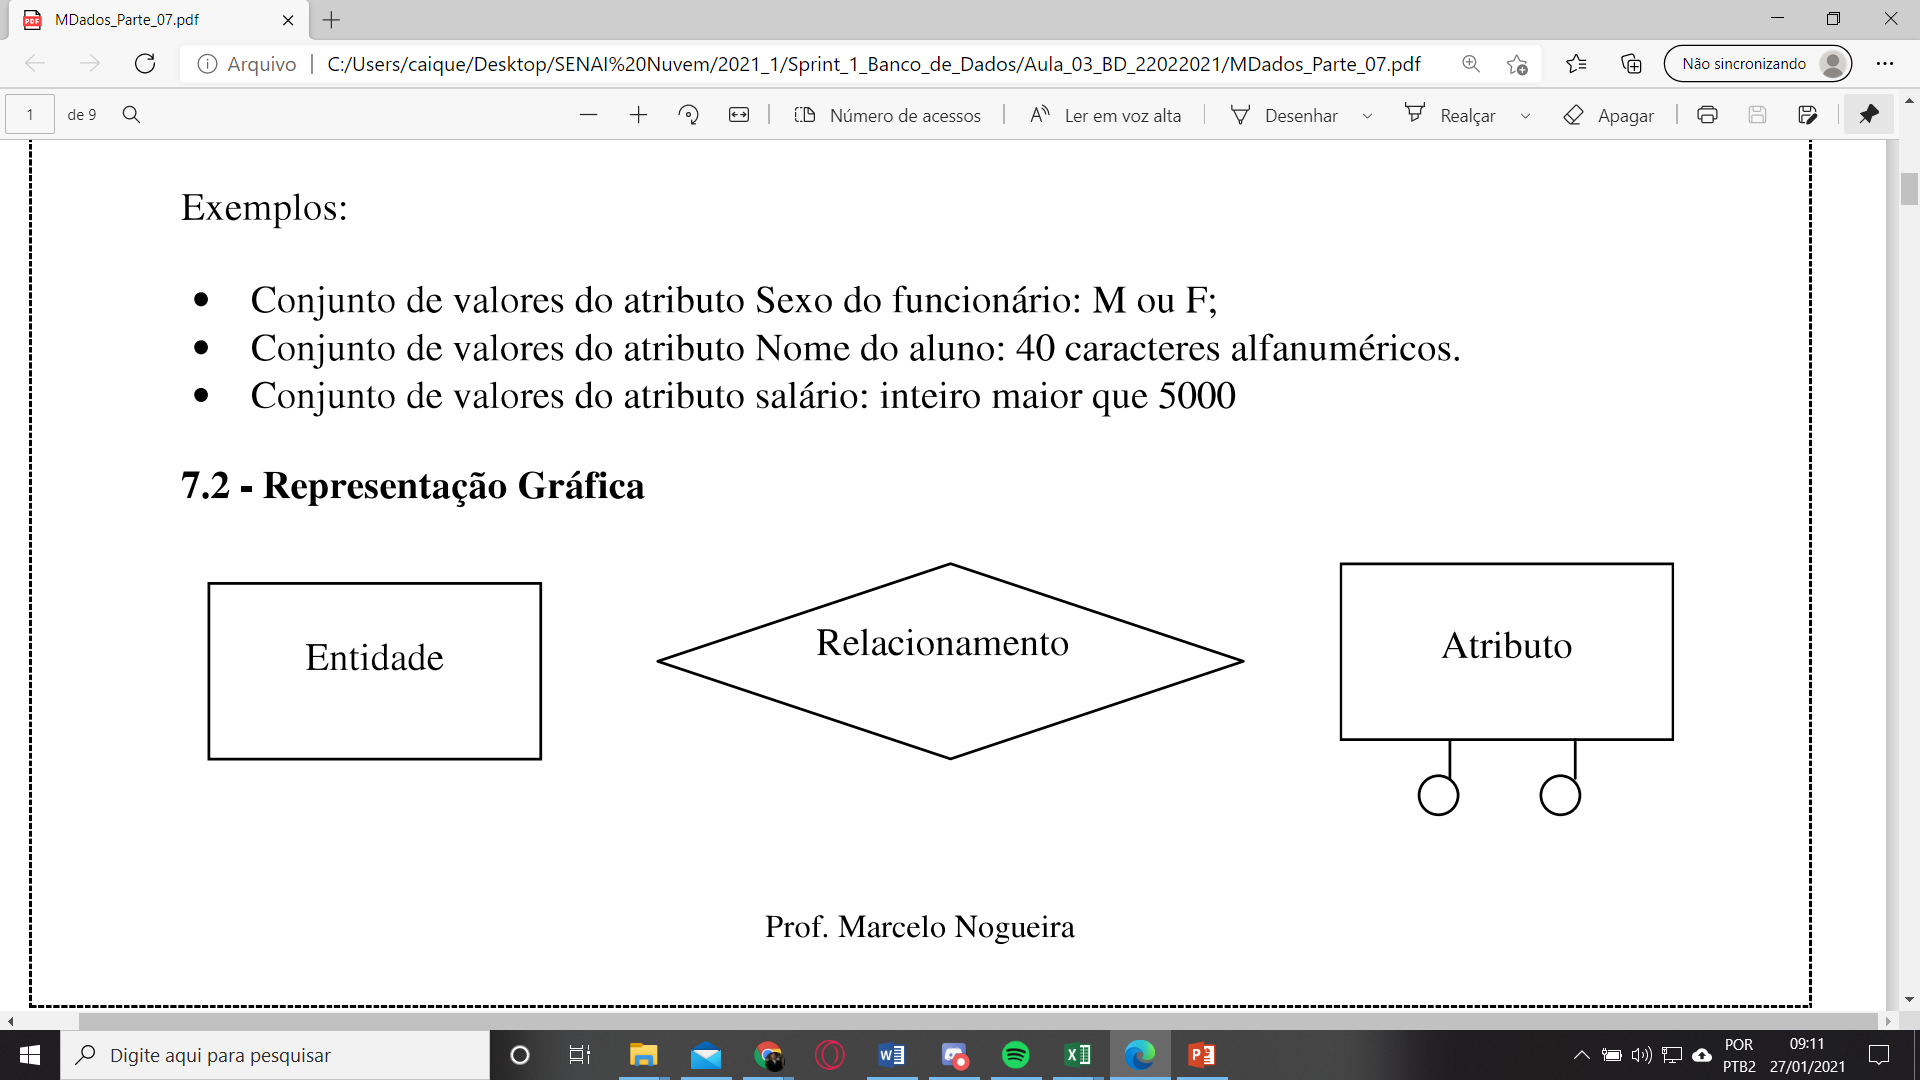 MDados_Parte_07.pdf
Arquivo
C:/Users/caique/Desktop/SENAI%20Nuvem/2021_1/Sprint_1_Banco_de_Dados/Aula_03_BD_22022021/MDados_Parte_07.pdf
Não sincronizando
1 de 9
Número de acessos
Ler em voz alta
Desenhar
Realçar
Apagar
Exemplos:
• Conjunto de valores do atributo Sexo do funcionário: M ou F;
• Conjunto de valores do atributo Nome do aluno: 40 caracteres alfanuméricos.
• Conjunto de valores do atributo salário: inteiro maior que 5000
7.2 - Representação Gráfica
Entidade
Relacionamento
Atributo
Prof. Marcelo Nogueira
Digite aqui para pesquisar
POR
PTB2
09:11
27/01/2021